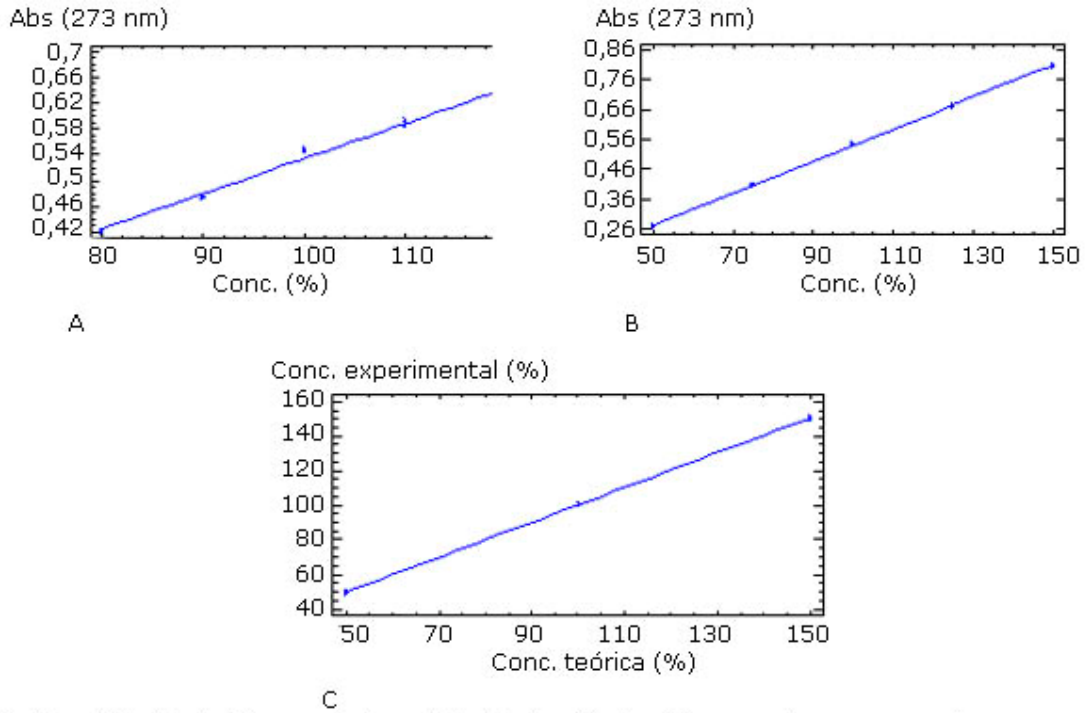 Abs (273 nm)
0,7
0,66
0,62
0,58
0,54
0,5
0,46
0,42
80 90 100 110
Conc. (%)
A
Abs (273 nm)
0,86
0,76
0,66
0,56
0,46
0,36
0,26
50 70 90 110 130 150
Conc. (%)
B
Conc. experimental (%)
160
140
120
100
80
60
40
50 70 90 110 130 150
Conc. teórica (%)
C